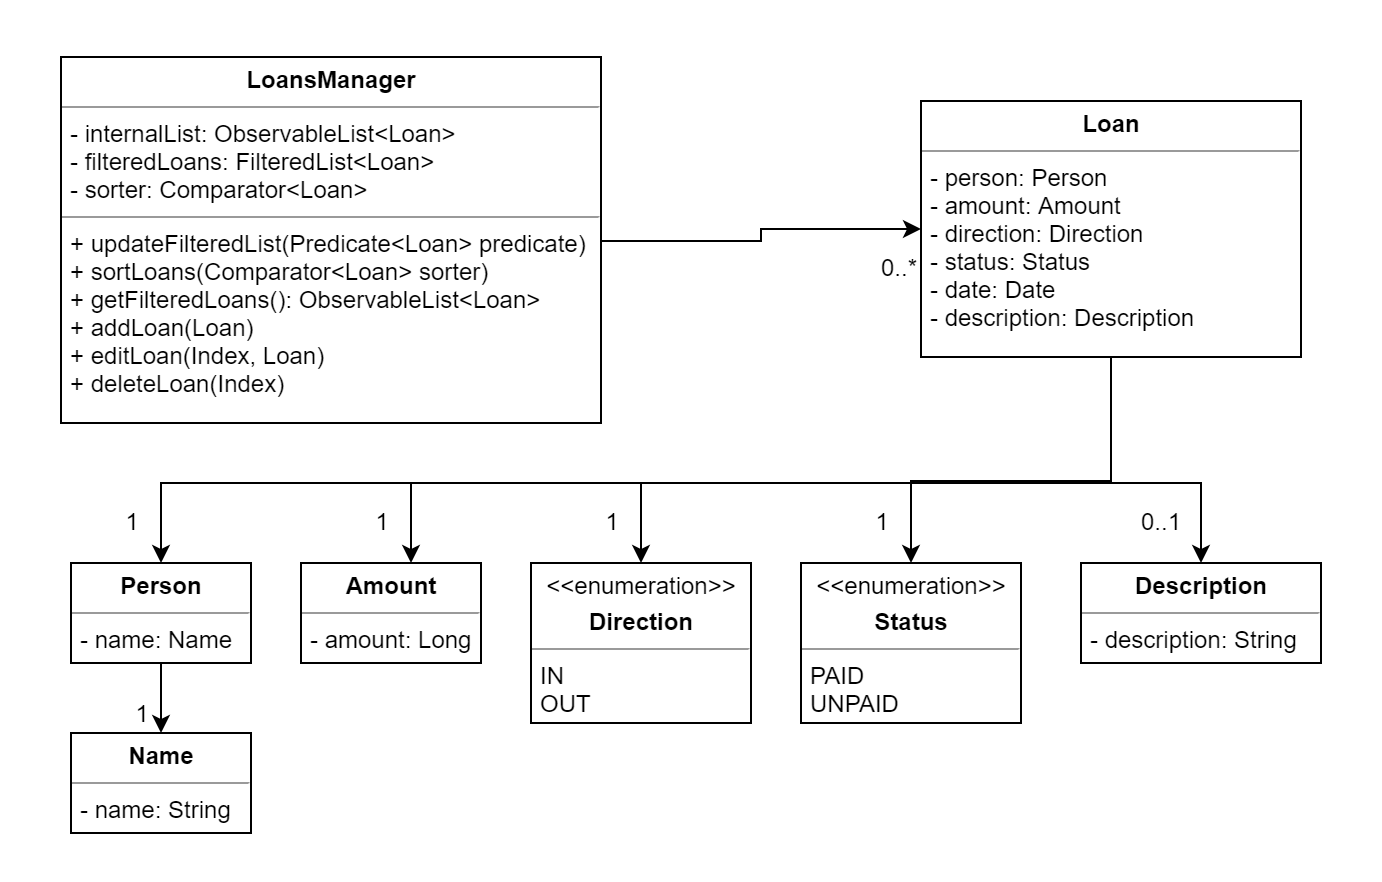 LoansManager
- internalList: ObservableList<Loan>
- filteredLoans: FilteredList<Loan>
- sorter: Comparator<Loan>
+ updateFilteredList(Predicate<Loan> predicate)
+ sortLoans(Comparator<Loan> sorter)
+ getFilteredLoans(): ObservableList<Loan>
+ addLoan(Loan)
+ editLoan(Index, Loan)
+ deleteLoan(Index)
0..*
Loan
- person: Person
- amount: Amount
- direction: Direction
- status: Status
- date: Date
- description: Description
1
1
1
1
0..1
Person
- name: Name
Amount
- amount: Long
<<enumeration>>
Direction
IN
OUT
<<enumeration>>
Status
PAID
UNPAID
Description
- description: String
1
Name
- name: String